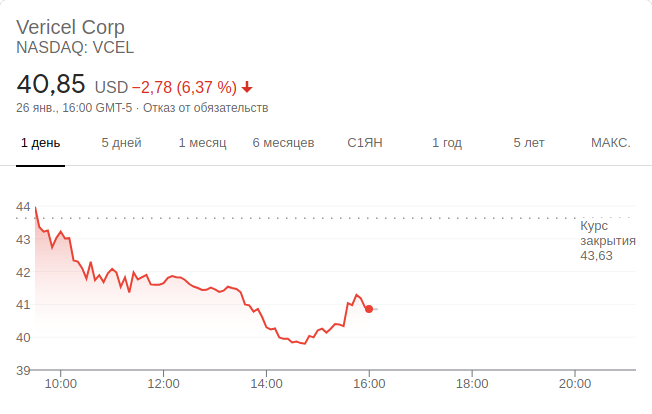 Vericel Corp
NASDAQ: VCEL
40,85 USD −2,78 (6,37 %)
26 янв., 16:00 GMT-5 · Отказ от обязательств
1 день 5 дней 1 месяц 6 месяцев С1ЯН 1 год 5 лет МАКС.
44
Курс
закрытия
43,63
43
42
41
40
39
10:00 12:00 14:00 16:00 18:00 20:00